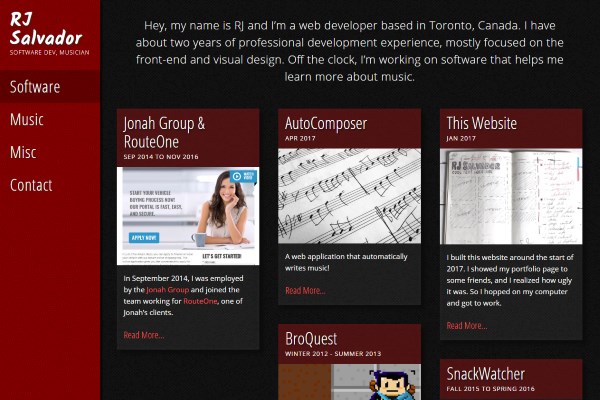 RJ
Salvador
SOFTWARE DEV, MUSICIAN
Software
Music
Misc
Contact
Hey, my name is RJ and I'm a web developer based in Toronto, Canada. I have
about two years of professional development experience, mostly focused on the
front-end and visual design. Off the clock, I'm working on software that helps me
learn more about music.
Jonah Group &
RouteOne
SEP 2014 TO NOV 2016
START YOUR VEHICLE
BUYING PROCESS NOW!
OUR PORTAL IS FAST, EASY,
AND SECURE.
APPLY NOW!
LET'S GET STARTED!
In September 2014, I was employed
by the Jonah Group and joined the
team working for RouteOne, one of
Jonah's clients.
Read More...
AutoComposer
APR 2017
A web application that automatically
writes music!
Read More...
BroQuest
WINTER 2012 - SUMMER 2013
This Website
JAN 2017
RJ SALVADOR
I built this website around the start of
2017. I showed my portfolio page to
some friends, and I realized how ugly
it was. So I hopped on my computer
and got to work.
Read More...
SnackWatcher
FALL 2015 TO SPRING 2016